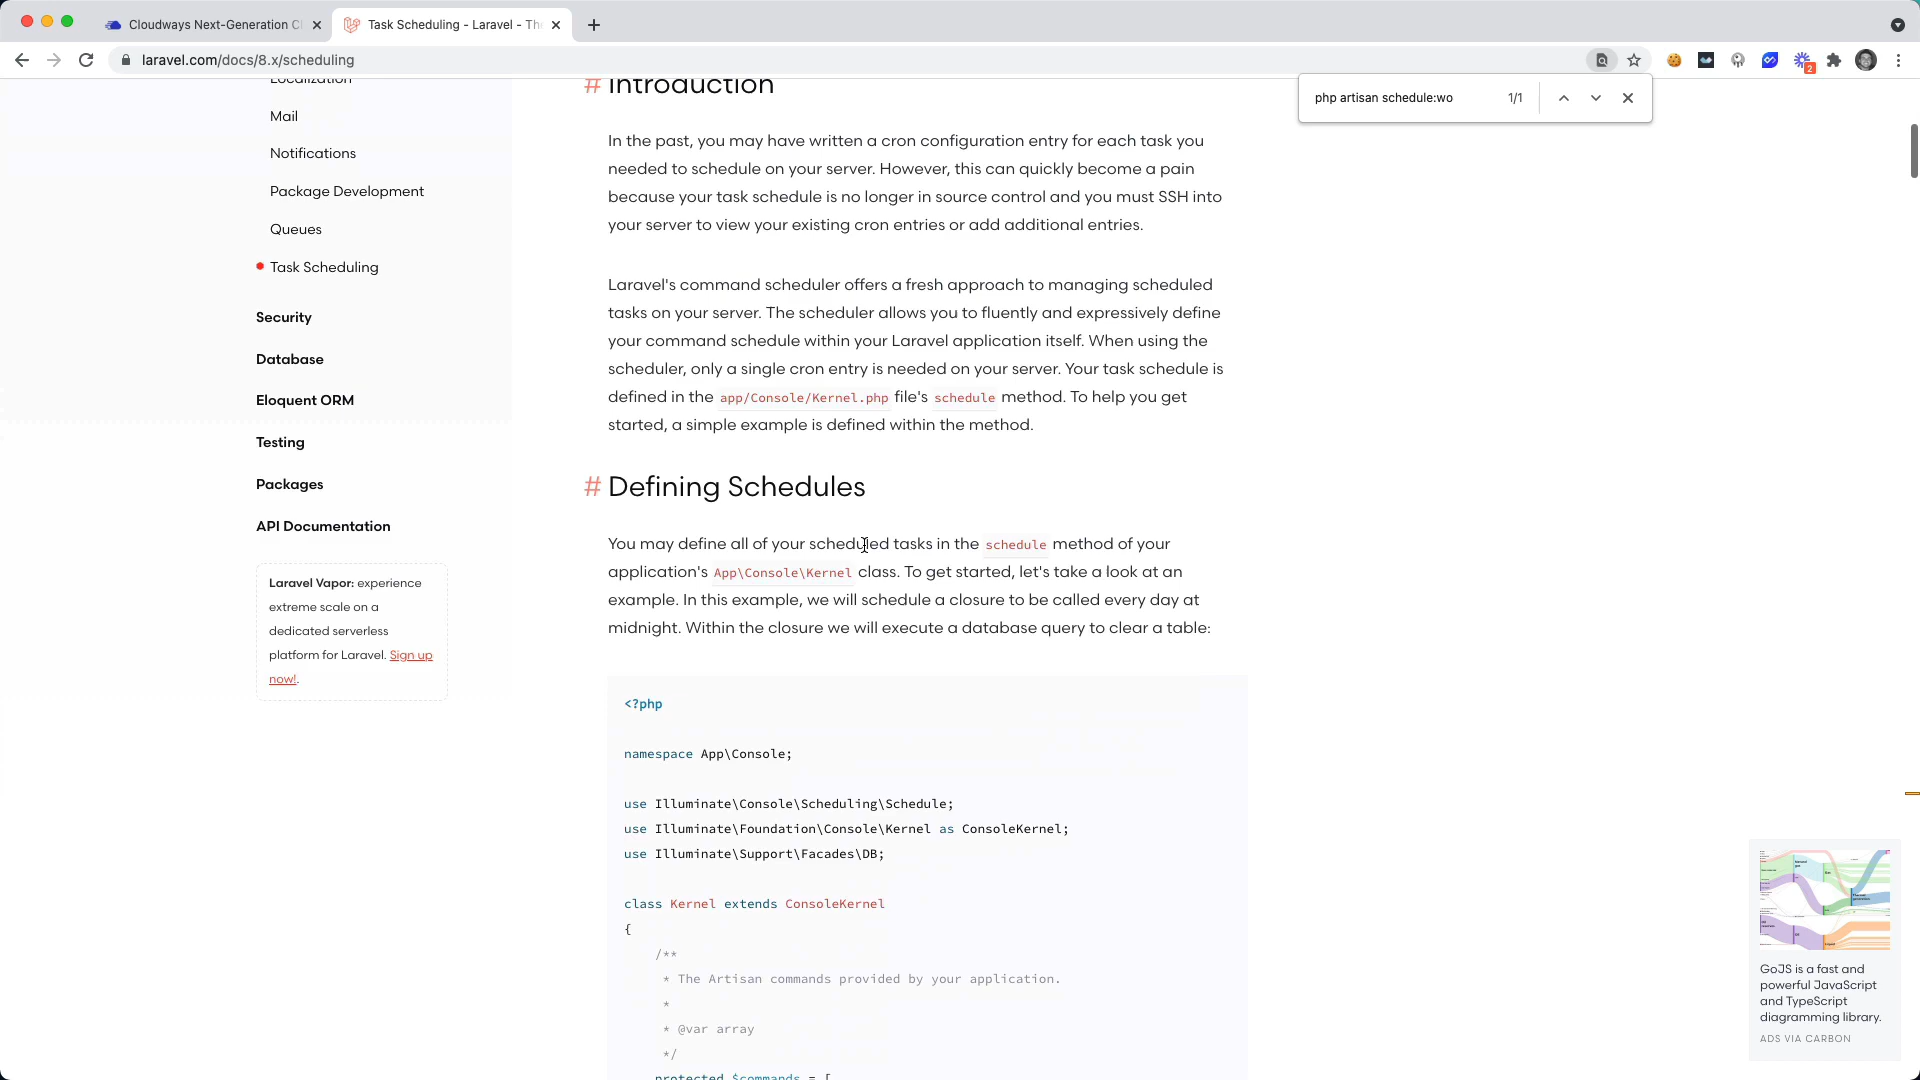 Cloudways Next-Generation C
Task Scheduling - Laravel - Th
laravel.com/docs/8.x/scheduling
2
php artisan schedule:wo 1/1
Localization
Mail
Notifications
Package Development
Queues
Task Scheduling
Security
Database
Eloquent ORM
Testing
Packages
API Documentation
Laravel Vapor: experience
extreme scale on a
dedicated serverless
platform for Laravel. Sign up
now!.
# Introduction
In the past, you may have written a cron configuration entry for each task you
needed to schedule on your server. However, this can quickly become a pain
because your task schedule is no longer in source control and you must SSH into
your server to view your existing cron entries or add additional entries.
Laravel's command scheduler offers a fresh approach to managing scheduled
tasks on your server. The scheduler allows you to fluently and expressively define
your command schedule within your Laravel application itself. When using the
scheduler, only a single cron entry is needed on your server. Your task schedule is
defined in the app/Console/Kernel.php file's schedule method. To help you get
started, a simple example is defined within the method.
# Defining Schedules
You may define all of your scheduled tasks in the schedule method of your
application's App\Console\Kernel class. To get started, let's take a look at an
example. In this example, we will schedule a closure to be called every day at
midnight. Within the closure we will execute a database query to clear a table:
<?php
namespace App\Console;
use Illuminate\Console\Scheduling\Schedule;
use Illuminate\Foundation\Console\Kernel as ConsoleKernel;
use Illuminate\Support\Facades\DB;
class Kernel extends ConsoleKernel
{
/**
* The Artisan commands provided by your application.
*
* @var array
*/
protected $commands = [
GoJS is a fast and
powerful JavaScript
and TypeScript
diagramming library.
ADS VIA CARBON